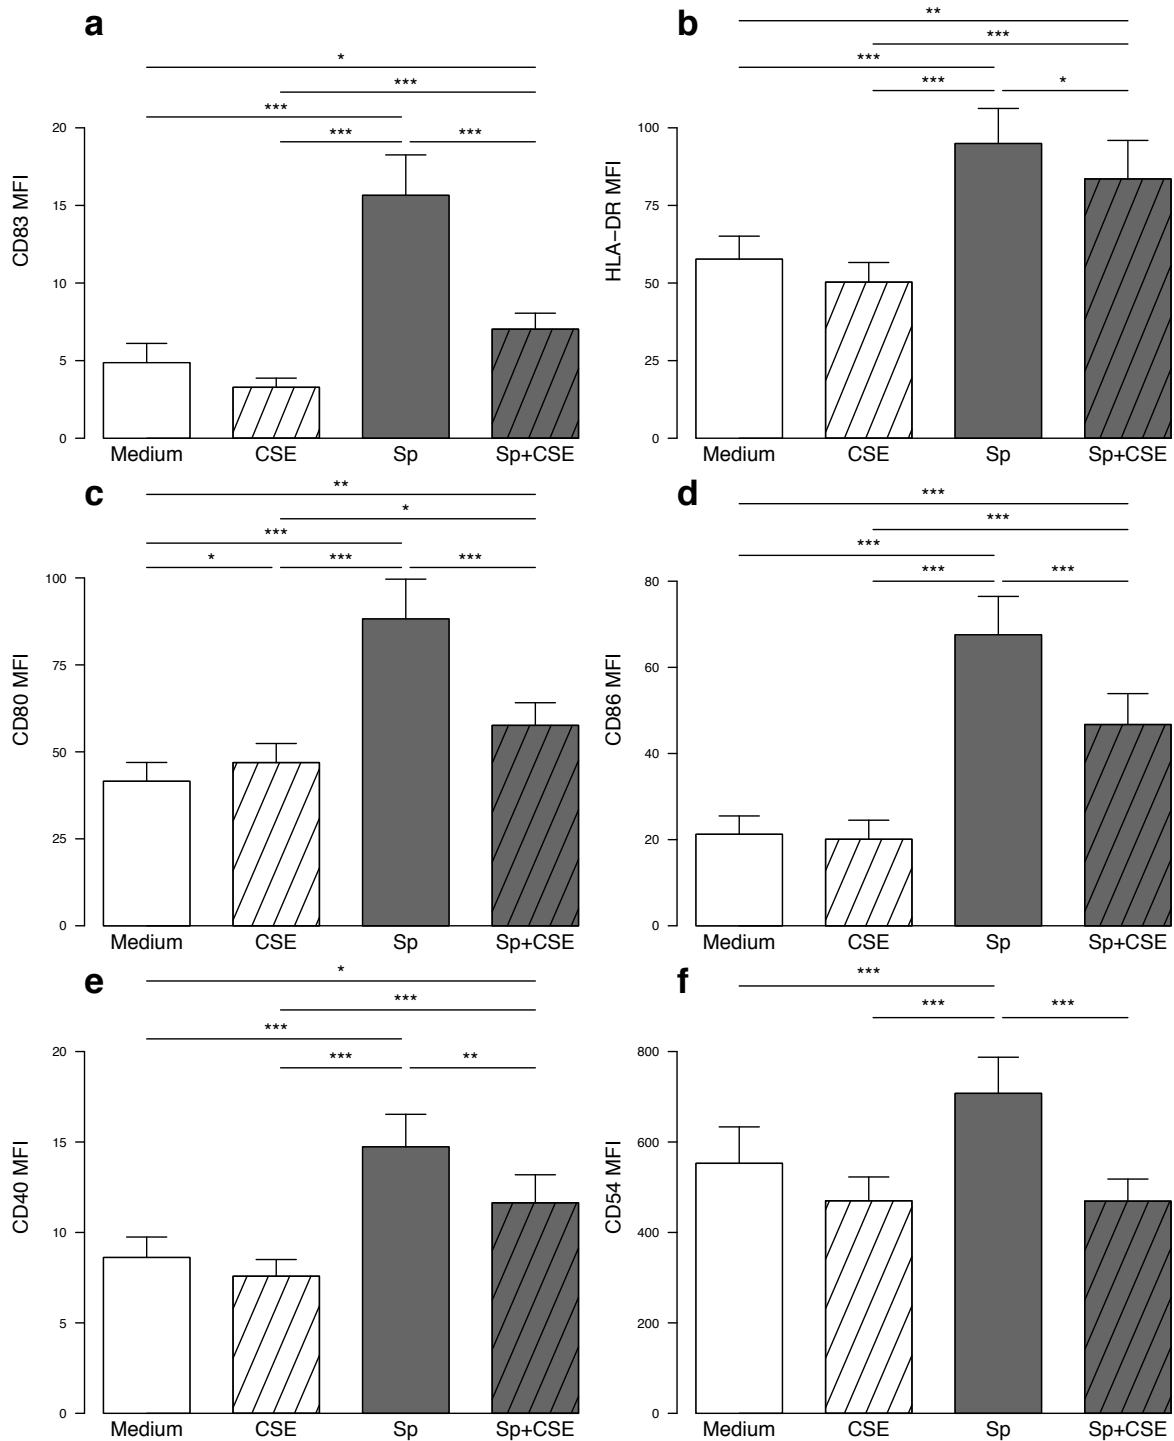 a
*
***
***
***
***
20
15
10
5
0
CD83 MFI
Medium
CSE
Sp
Sp+CSE
b
**
***
***
***
*
100
75
50
25
0
HLA−DR MFI
Medium
CSE
Sp
Sp+CSE
c
**
*
***
*
***
***
100
75
50
25
0
CD80 MFI
Medium
CSE
Sp
Sp+CSE
d
***
***
***
***
***
80
60
40
20
0
CD86 MFI
Medium
CSE
Sp
Sp+CSE
e
*
***
***
***
**
20
15
10
5
0
CD40 MFI
Medium
CSE
Sp
Sp+CSE
f
***
***
***
800
600
400
200
0
CD54 MFI
Medium
CSE
Sp
Sp+CSE